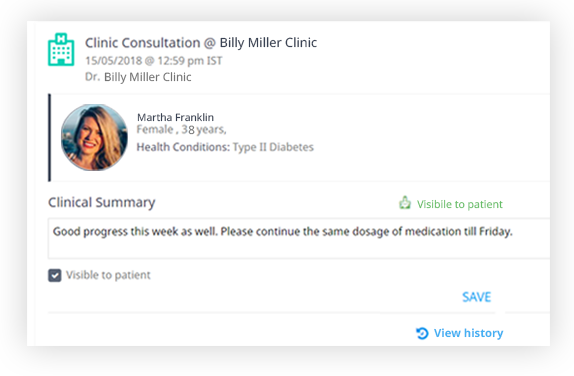 Clinic Consultation @ Billy Miller Clinic
15/05/2018 @ 12:59 pm IST
Dr. Billy Miller Clinic
Martha Franklin
Female , 38 years,
Health Conditions: Type II Diabetes
Clinical Summary
Visibile to patient
Good progress this week as well. Please continue the same dosage of medication till Friday.
Visible to patient
SAVE
View history